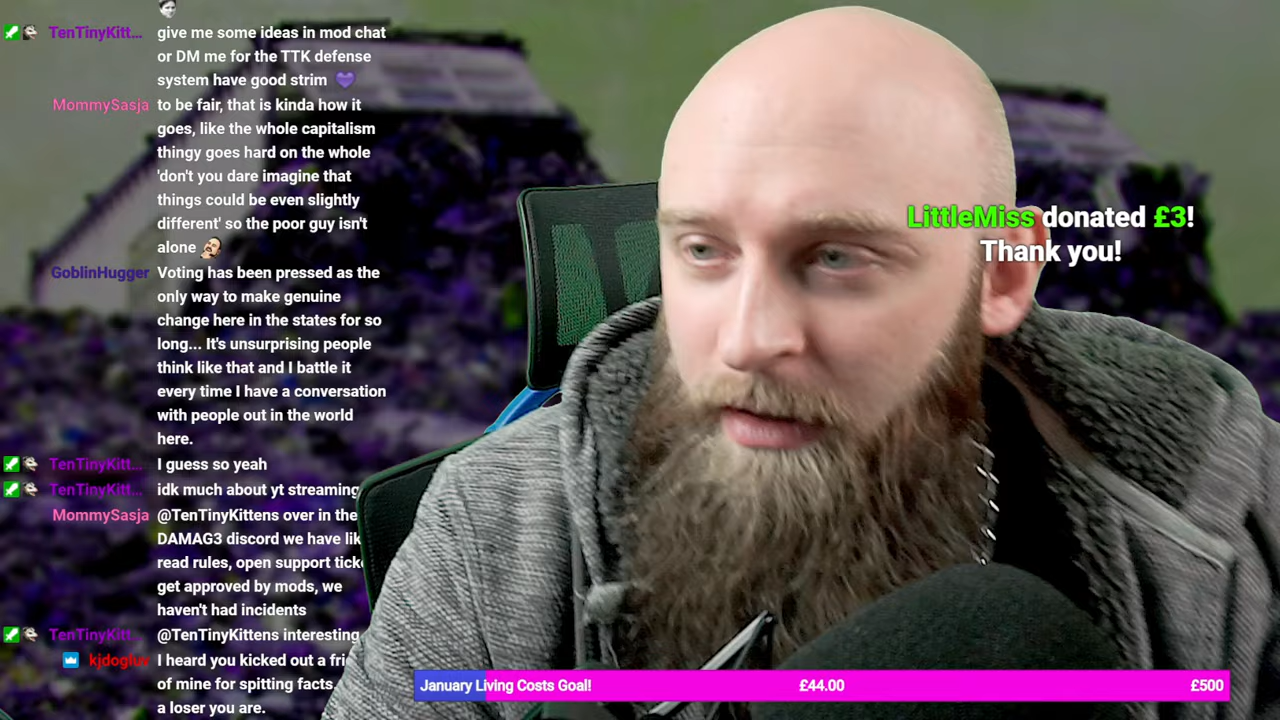 TenTinyKitt... give me some ideas in mod chat
or DM me for the TTK defense
system have good strim
MommySasja to be fair, that is kinda how it
goes, like the whole capitalism
thingy goes hard on the whole
'don't you dare imagine that
things could be even slightly
different' so the poor guy isn't
alone
GoblinHugger Voting has been pressed as the
only way to make genuine
change here in the states for so
long... It's unsurprising people
think like that and I battle it
every time I have a conversation
with people out in the world
here.
TenTinyKitt... I guess so yeah
TenTinyKitt... idk much about yt streaming
MommySasja @TenTinyKittens over in the
DAMAG3 discord we have lik
read rules, open support tick
get approved by mods, we
haven't had incidents
TenTinyKitt... @TenTinyKittens interesting
kjdogluv I heard you kicked out a fri
of mine for spitting facts.
a loser you are.
LittleMiss donated £3!
Thank you!
January Living Costs Goal! £44.00 £500